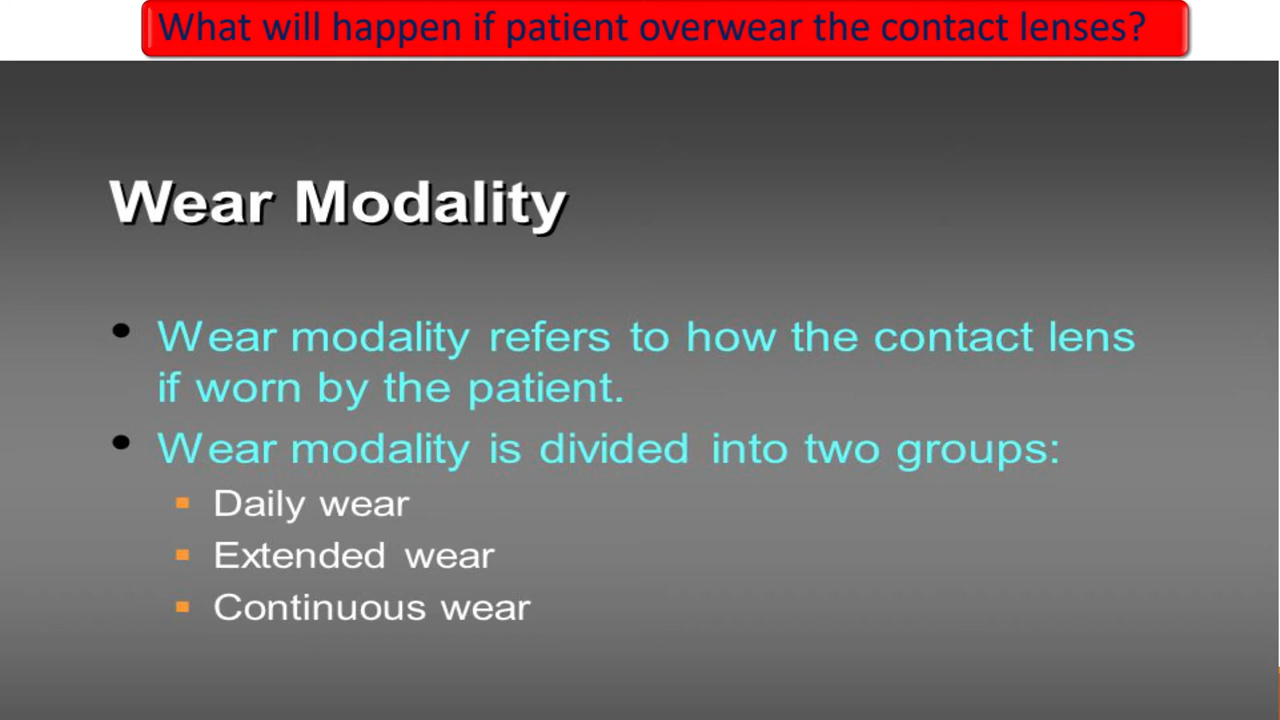 What will happen if patient overwear the contact lenses?
Wear Modality
• Wear modality refers to how the contact lens
if worn by the patient.
• Wear modality is divided into two groups:
▪ Daily wear
▪ Extended wear
▪ Continuous wear